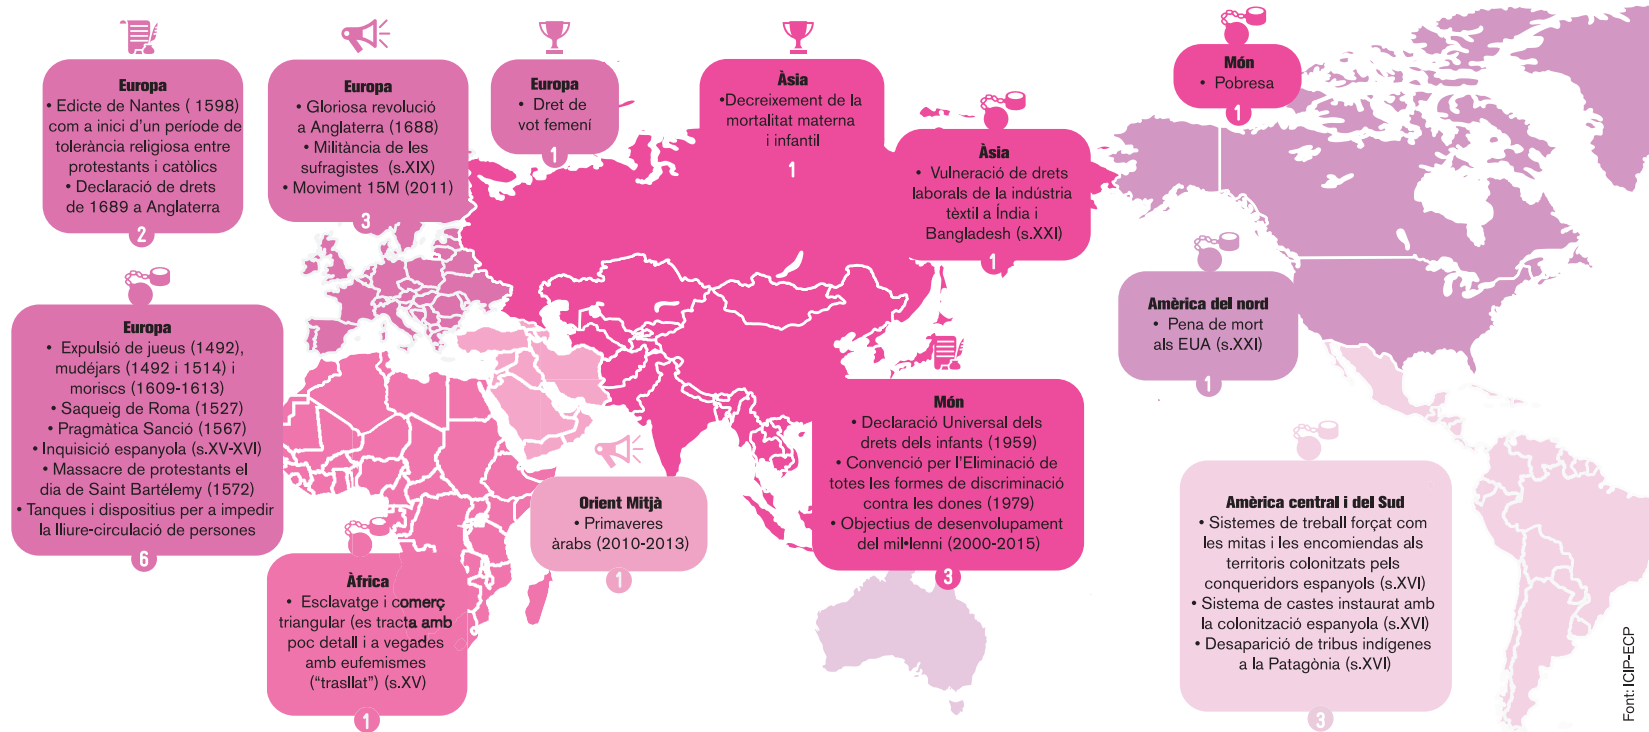 Europa
• Edicte de Nantes ( 1598)
com a inici d'un període de
tolerància religiosa entre
protestants i catòlics
• Declaració de drets
de 1689 a Anglaterra
2
Europa
• Gloriosa revolució
a Anglaterra (1688)
• Militància de les
sufragistes (s.XIX)
• Moviment 15M (2011)
3
Europa
• Dret de
vot femení
1
Àsia
•Decreixement de la
mortalitat materna
i infantil
1
Àsia
• Vulneració de drets
laborals de la indústria
tèxtil a Índia i
Bangladesh (s.XXI)
1
Món
• Pobresa
1
Europa
• Expulsió de jueus (1492),
mudéjars (1492 i 1514) i
moriscs (1609-1613)
• Saqueig de Roma (1527)
• Pragmàtica Sanció (1567)
• Inquisició espanyola (s.XV-XVI)
• Massacre de protestants el
dia de Saint Bartélemy (1572)
• Tanques i dispositius per a impedir
la lliure-circulació de persones
6
Àfrica
• Esclavatge i comerç
triangular (es tracta amb
poc detall i a vegades
amb eufemismes
("trasllat") (s.XV)
1
Orient Mitjà
• Primaveres
àrabs (2010-2013)
1
Món
• Declaració Universal dels
drets dels infants (1959)
• Convenció per l'Eliminació de
totes les formes de discriminació
contra les dones (1979)
• Objectius de desenvolupament
del mil•lenni (2000-2015)
3
Amèrica del nord
• Pena de mort
als EUA (s.XXI)
1
Amèrica central i del Sud
• Sistemes de treball forçat com
les mitas i les encomiendas als
territoris colonitzats pels
conqueridors espanyols (s.XVI)
• Sistema de castes instaurat amb
la colonització espanyola (s.XVI)
• Desaparició de tribus indígenes
a la Patagònia (s.XVI)
3
Font: ICIP-ECP